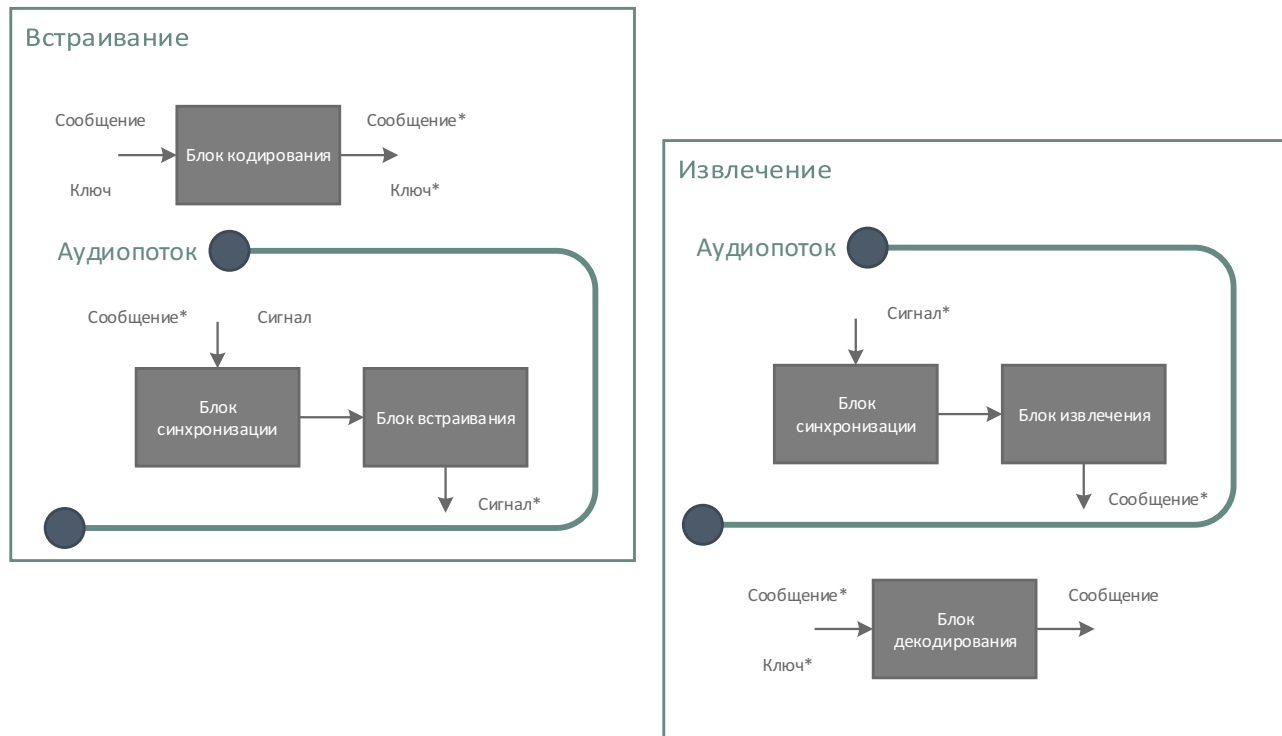 Встраивание
Сообщение
Ключ
Блок кодирования
Сообщение*
Ключ*
Аудиопоток
Сообщение*
Сигнал
Блок
синхронизации
Блок встраивания
Сигнал*
Извлечение
Аудиопоток
Сигнал*
Блок
синхронизации
Блок извлечения
Сообщение*
Сообщение*
Ключ*
Блок
декодирования
Сообщение